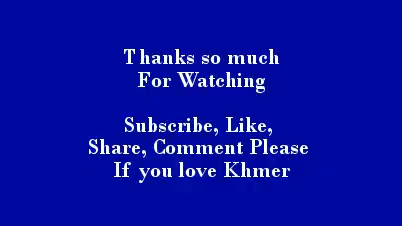 Thanks so much
For Watching
Subscribe, Like,
Share, Comment Please
If you love Khmer